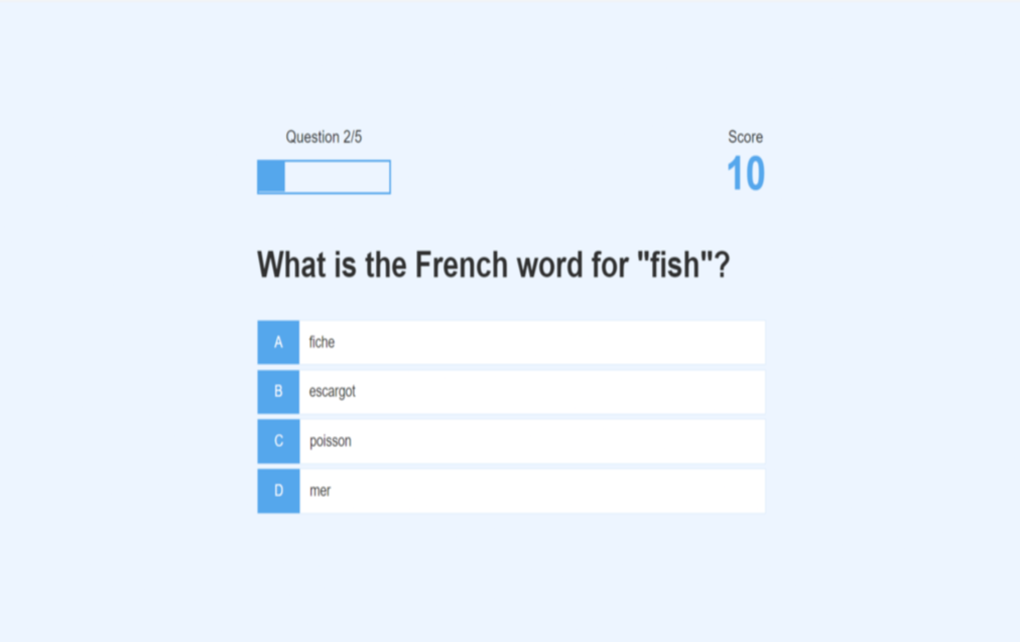 Question 2/5
Score
10
What is the French word for "fish"?
A fiche
B escargot
C poisson
D mer